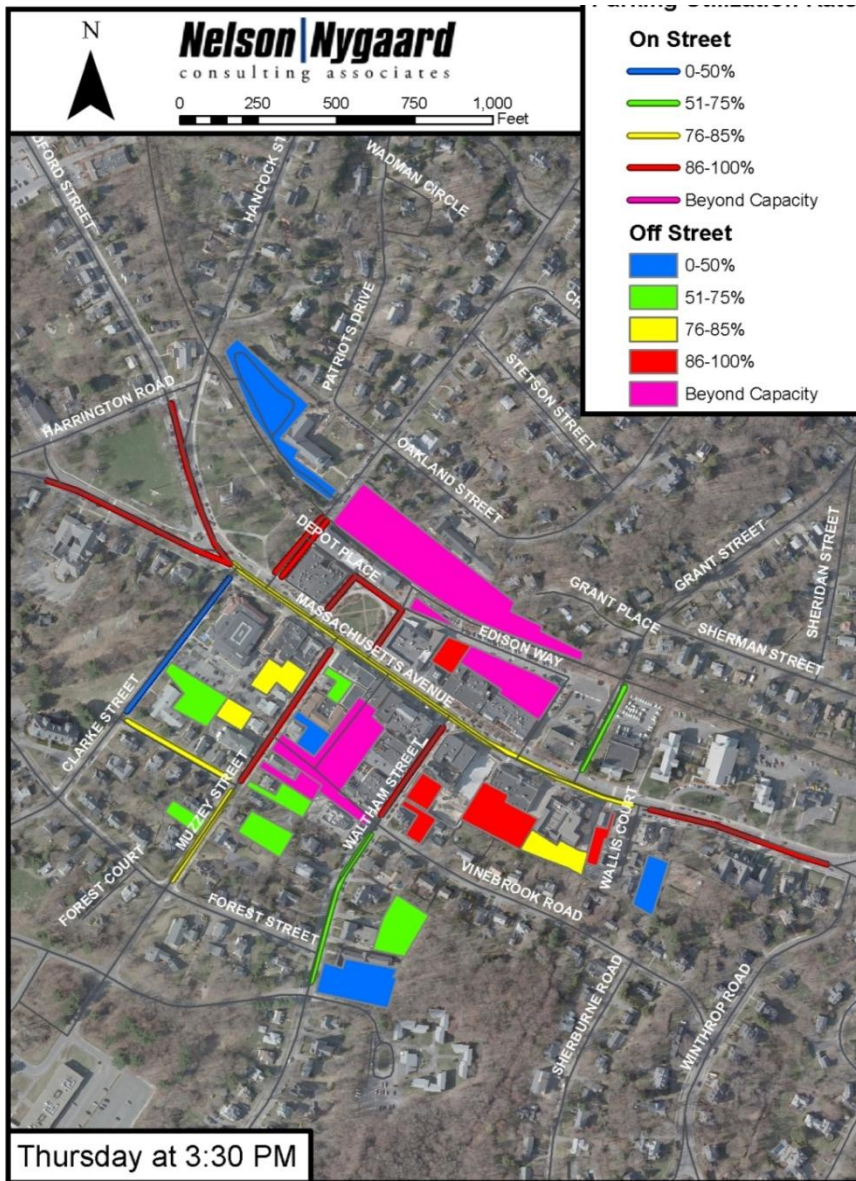 N
Nelson|Nygaard
consulting associates
0 250 500 750 1,000
Feet
On Street
0-50%
51-75%
76-85%
86-100%
Beyond Capacity
Off Street
0-50%
51-75%
76-85%
86-100%
Beyond Capacity
HANCOCK ST
WADMAN CIRCLE
PATRIOTS DRIVE
STETSON STREET
HARRINGTON ROAD
OAKLAND STREET
DEPOT PLACE
GRANT STREET
SHERIDAN STREET
GRANT PLACE
SHERMAN STREET
EDISON WAY
MASSACHUSETTS AVENUE
CLARKE STREET
MUZZEY STREET
WALTHAM STREET
WALLIS COURT
FOREST COURT
VINEBROOK ROAD
FOREST STREET
SHERBURNE ROAD
WINTHROP ROAD
Thursday at 3:30 PM